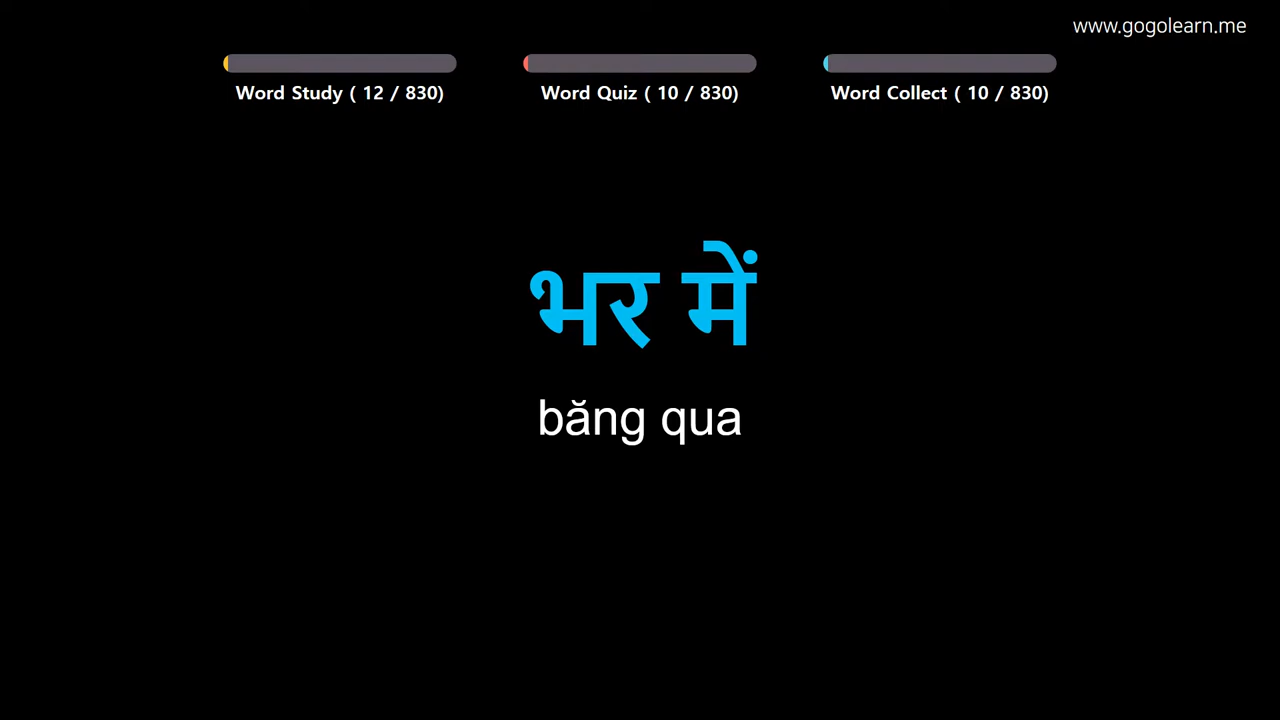 www.gogolearn.me
Word Study ( 12 / 830)
Word Quiz ( 10 / 830)
Word Collect ( 10 / 830)
भर में
băng qua